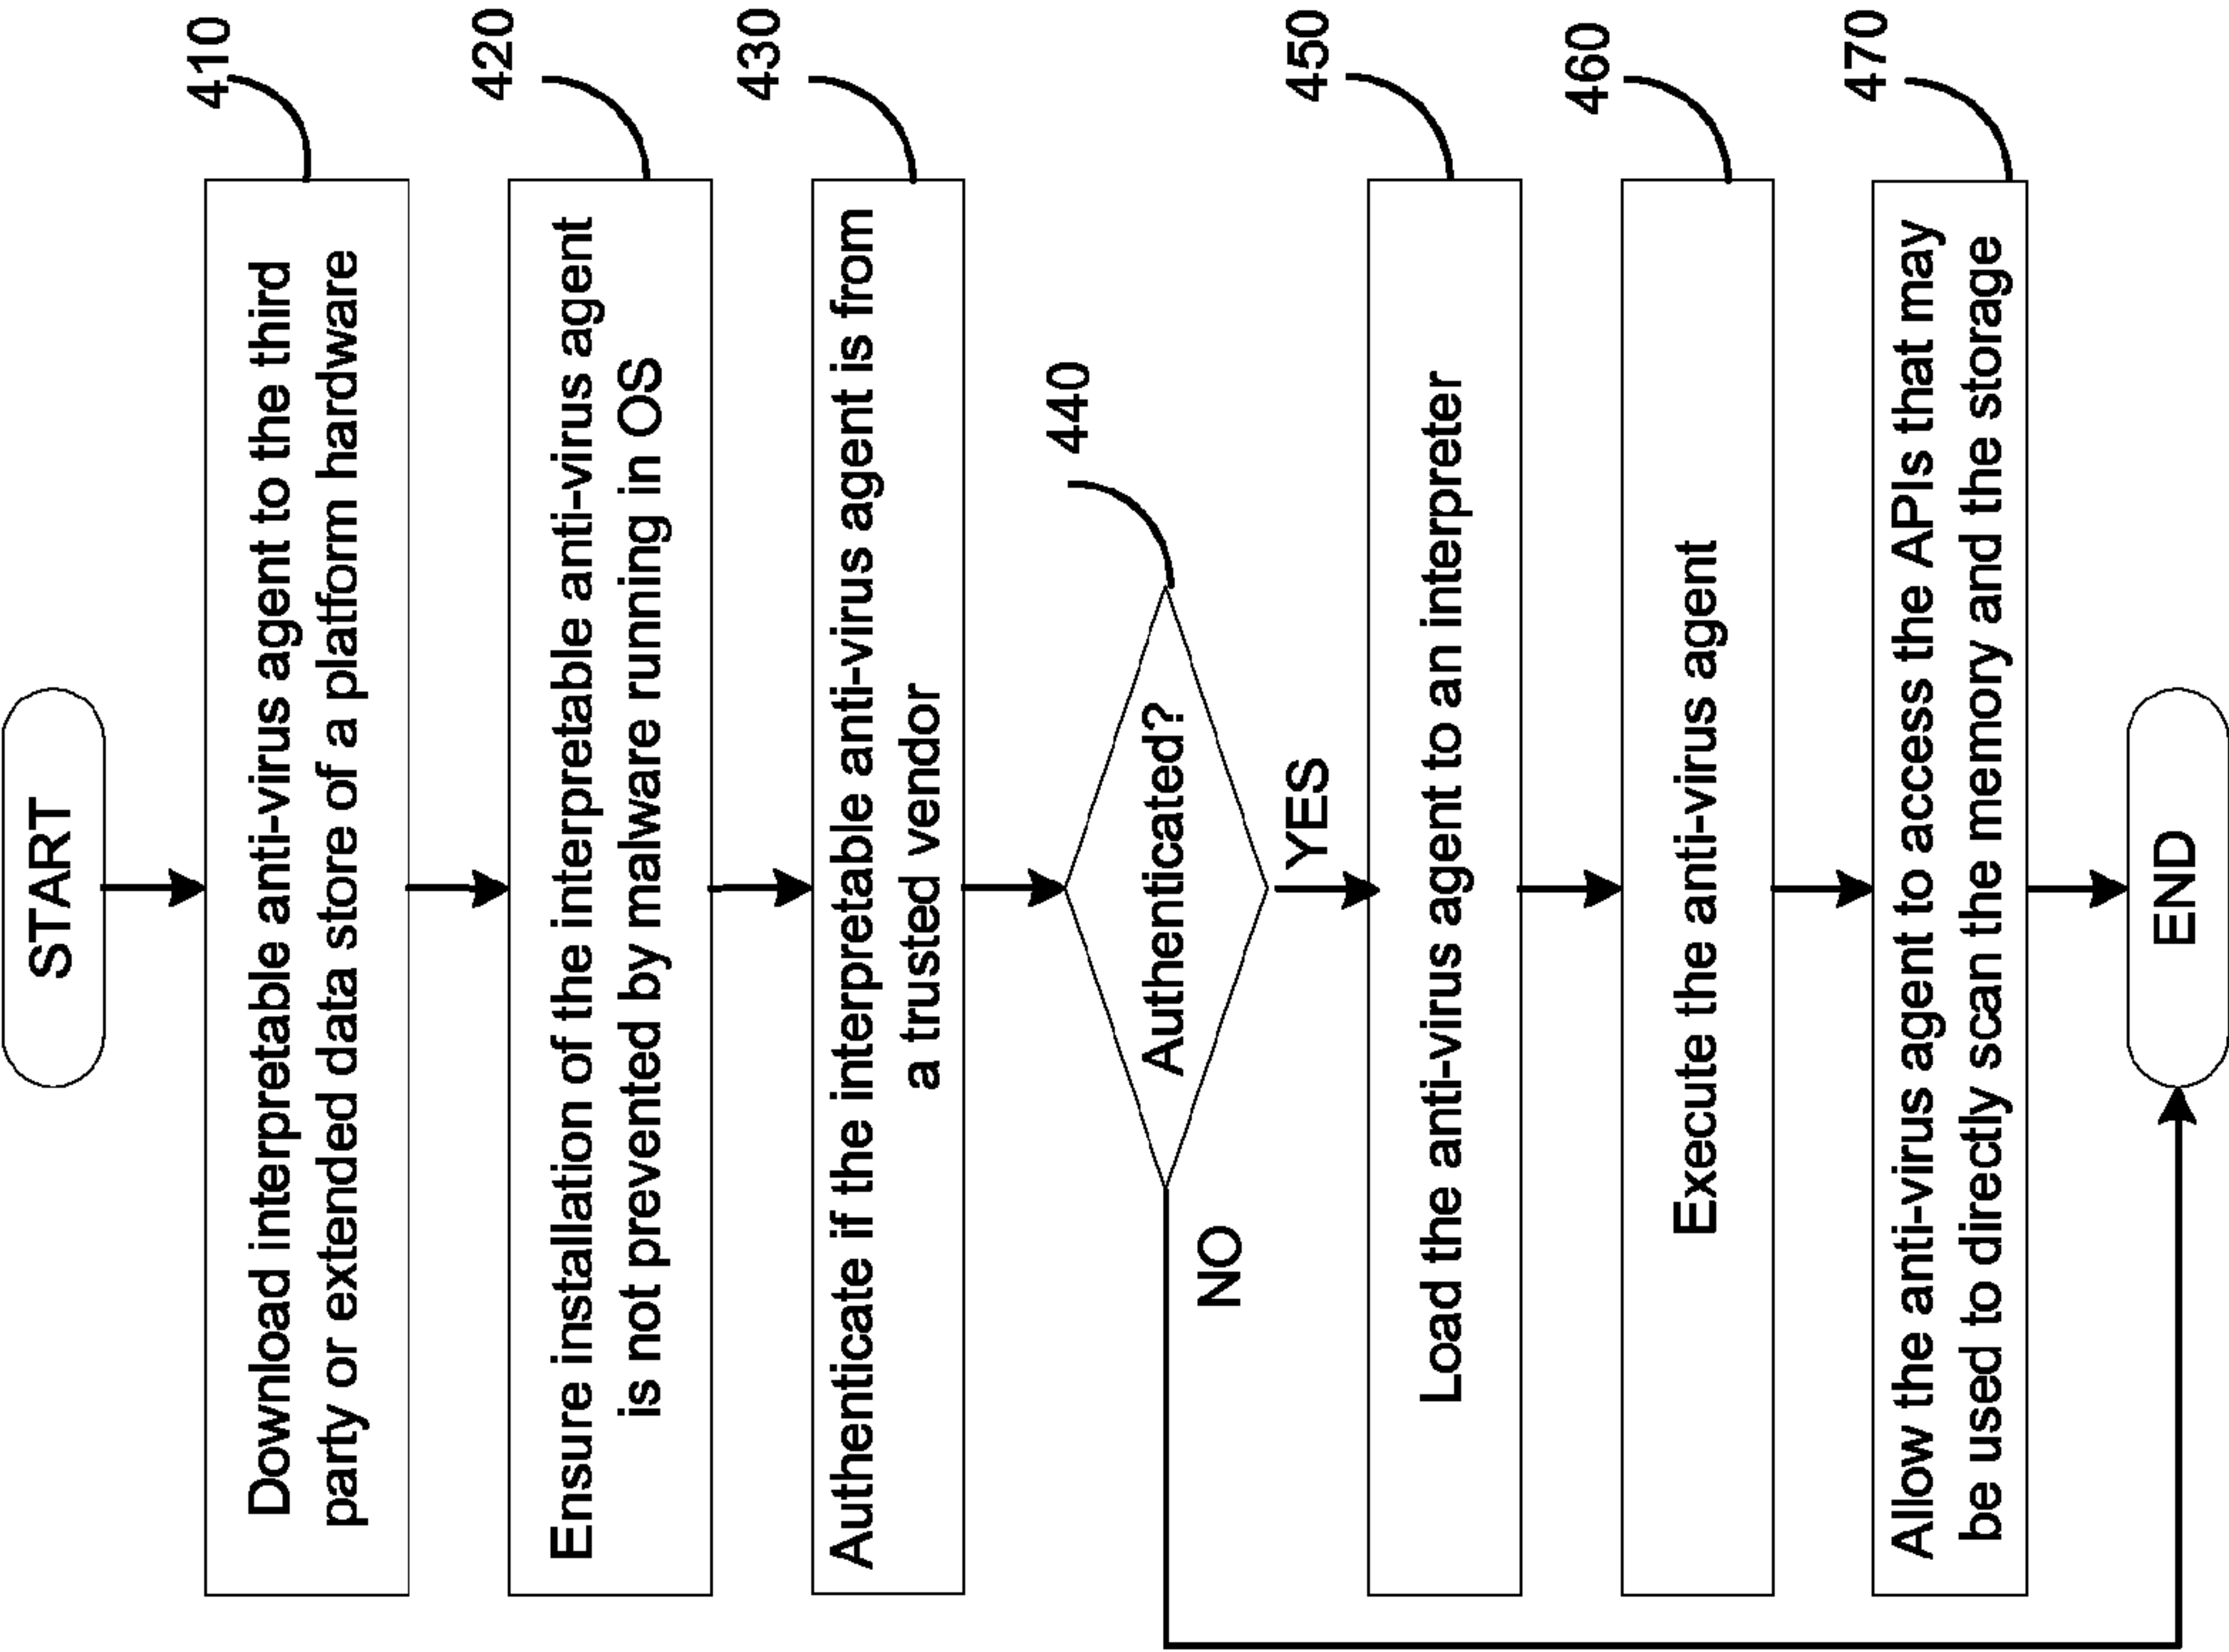 START
410
Download interpretable anti-virus agent to the third
party or extended data store of a platform hardware
420
Ensure installation of the interpretable anti-virus agent
is not prevented by malware running in OS
430
Authenticate if the interpretable anti-virus agent is from
a trusted vendor
440
Authenticated?
NO
YES
450
Load the anti-virus agent to an interpreter
460
Execute the anti-virus agent
470
Allow the anti-virus agent to access the APIs that may
be used to directly scan the memory and the storage
END